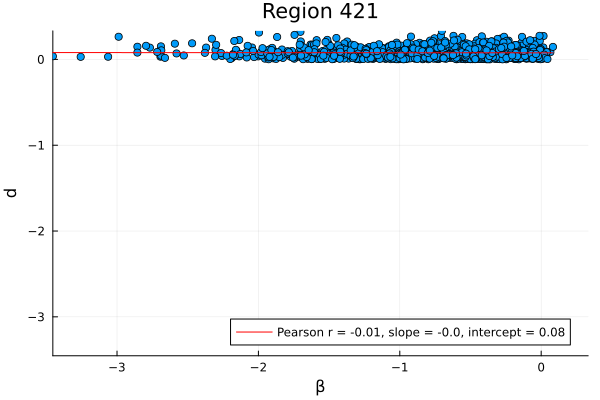 Region 421
0
−1
−2
−3
d
Pearson r = -0.01, slope = -0.0, intercept = 0.08
−3 −2 −1 0
β